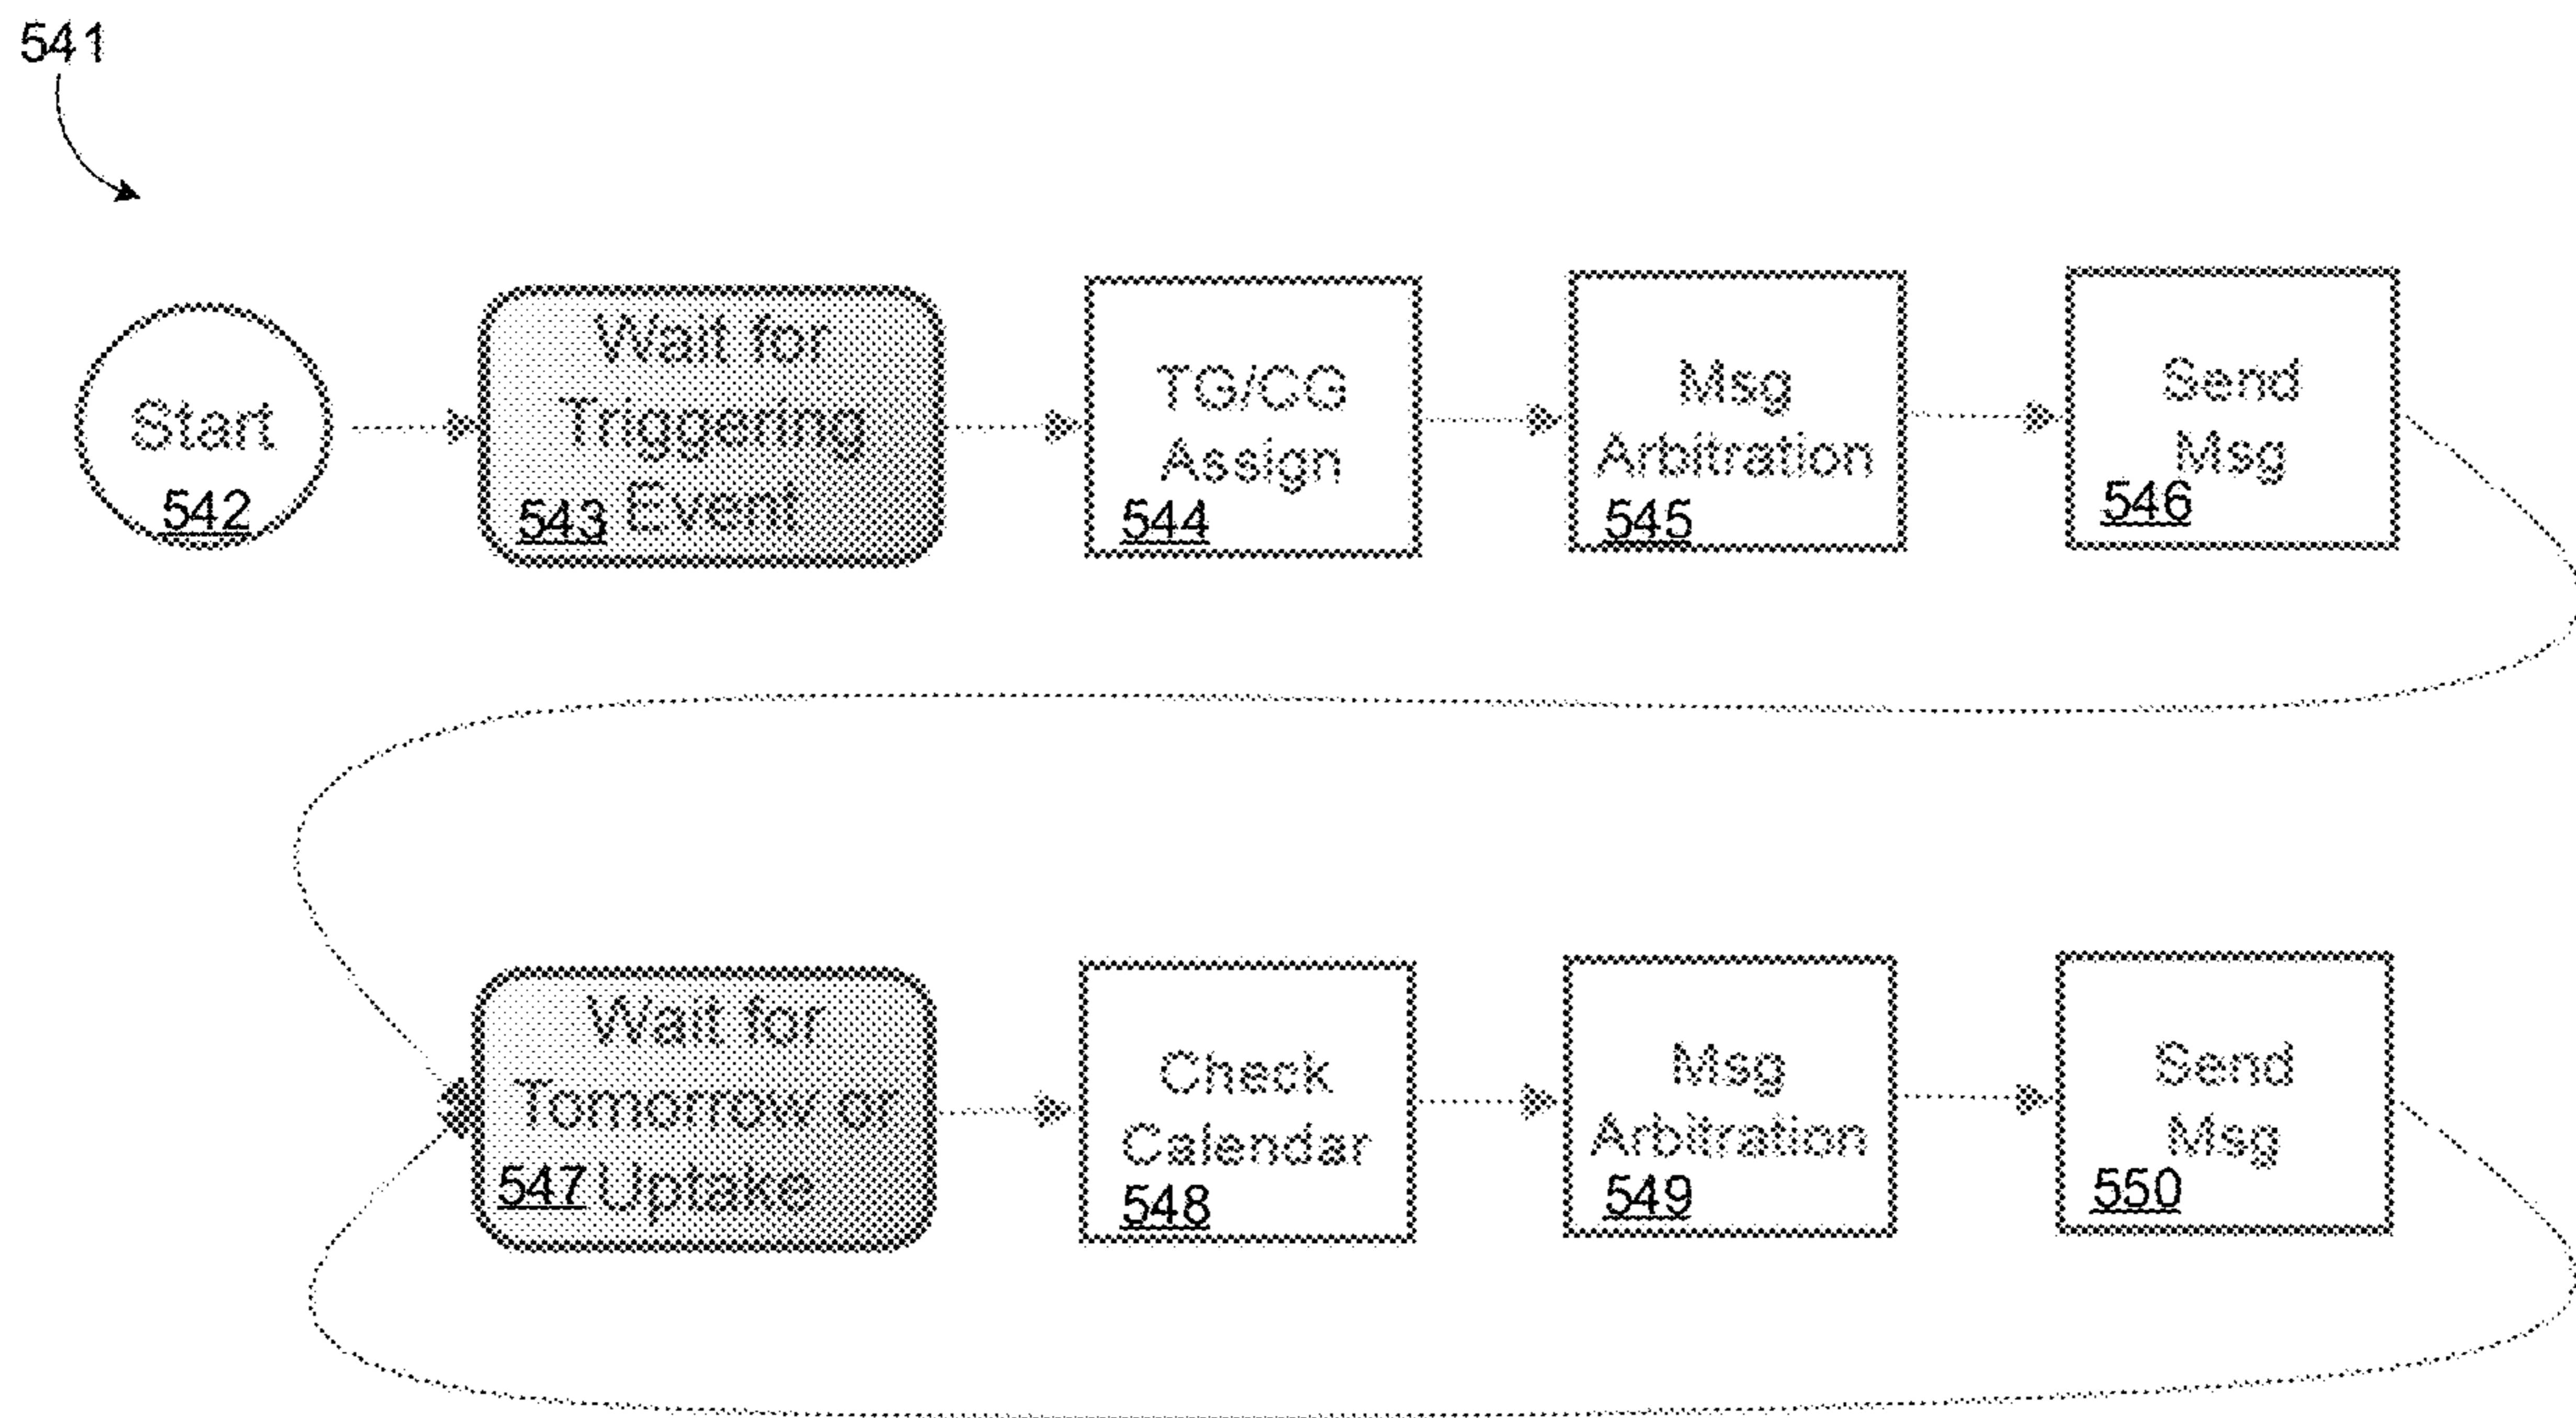 541
Start
542
Wait for
Triggering
543 Event
TG/CG
Assign
544
Msg
Arbitration
545
Send
Msg
546
Wait for
Tomorrow or
547 Uptake
Check
Calendar
548
Msg
Arbitration
549
Send
Msg
550